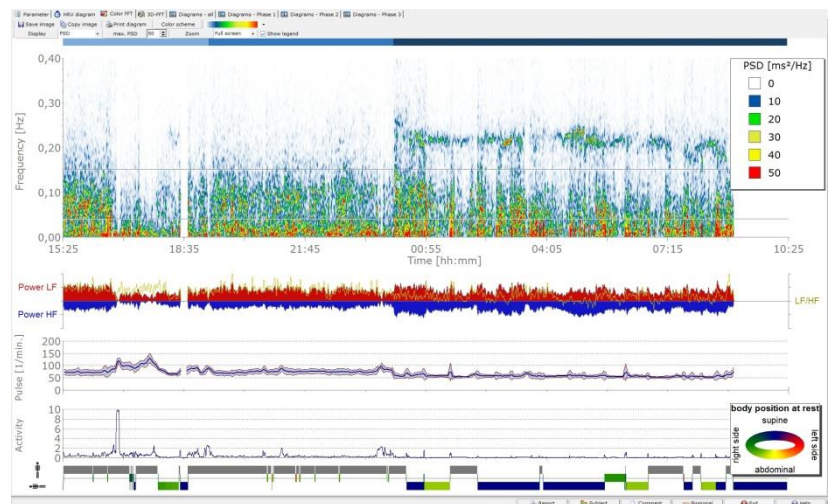 Parameter HRV diagram Color FFT 3D-FFT Diagrams - all Diagrams - Phase 1 Diagrams - Phase 2 Diagrams - Phase 3
Save image Copy image Print diagram Color scheme
Display PSD max. PSD 50 Zoom Full screen Show legend
0,40
0,30
0,20
0,10
0,00
Frequency [Hz]
PSD [ms²/Hz]
0
10
20
30
40
50
15:25 18:35 21:45 00:55 04:05 07:15 10:25
Time [hh:mm]
Power LF
Power HF
LF/HF
200
150
100
50
0
Pulse [1/min.]
10
8
6
4
2
0
Activity
body position at rest
supine
right side
left side
abdominal
Report Subject Comment Exit Help